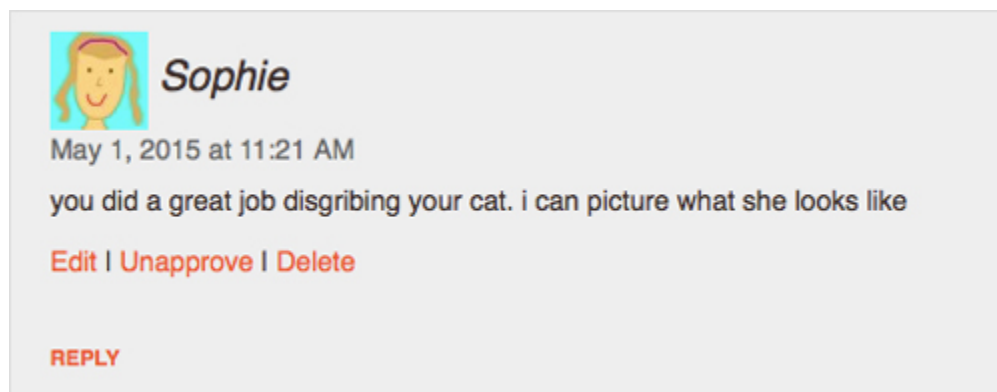 Sophie
May 1, 2015 at 11:21 AM
you did a great job disgribing your cat. i can picture what she looks like
Edit | Unapprove | Delete
REPLY